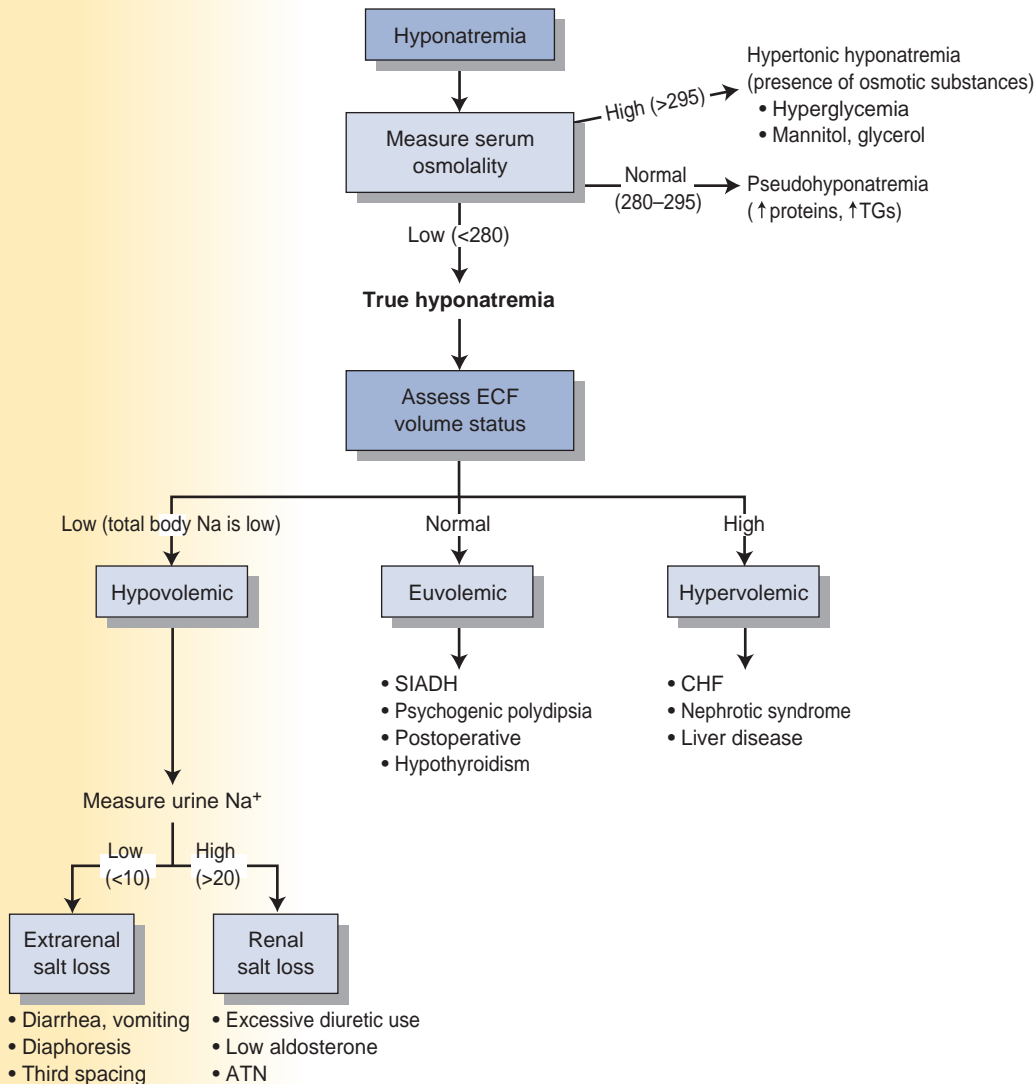 Hyponatremia
Measure serum
osmolality
High (>295)
Hypertonic hyponatremia
(presence of osmotic substances)
• Hyperglycemia
• Mannitol, glycerol
Normal
(280–295)
Pseudohyponatremia
(↑proteins, ↑TGs)
Low (<280)
True hyponatremia
Assess ECF
volume status
Low (total body Na is low)
Normal
High
Hypovolemic
Euvolemic
Hypervolemic
• SIADH
• Psychogenic polydipsia
• Postoperative
• Hypothyroidism
• CHF
• Nephrotic syndrome
• Liver disease
Measure urine Na⁺
Low
(<10)
High
(>20)
Extrarenal
salt loss
Renal
salt loss
• Diarrhea, vomiting
• Diaphoresis
• Third spacing
• Excessive diuretic use
• Low aldosterone
• ATN